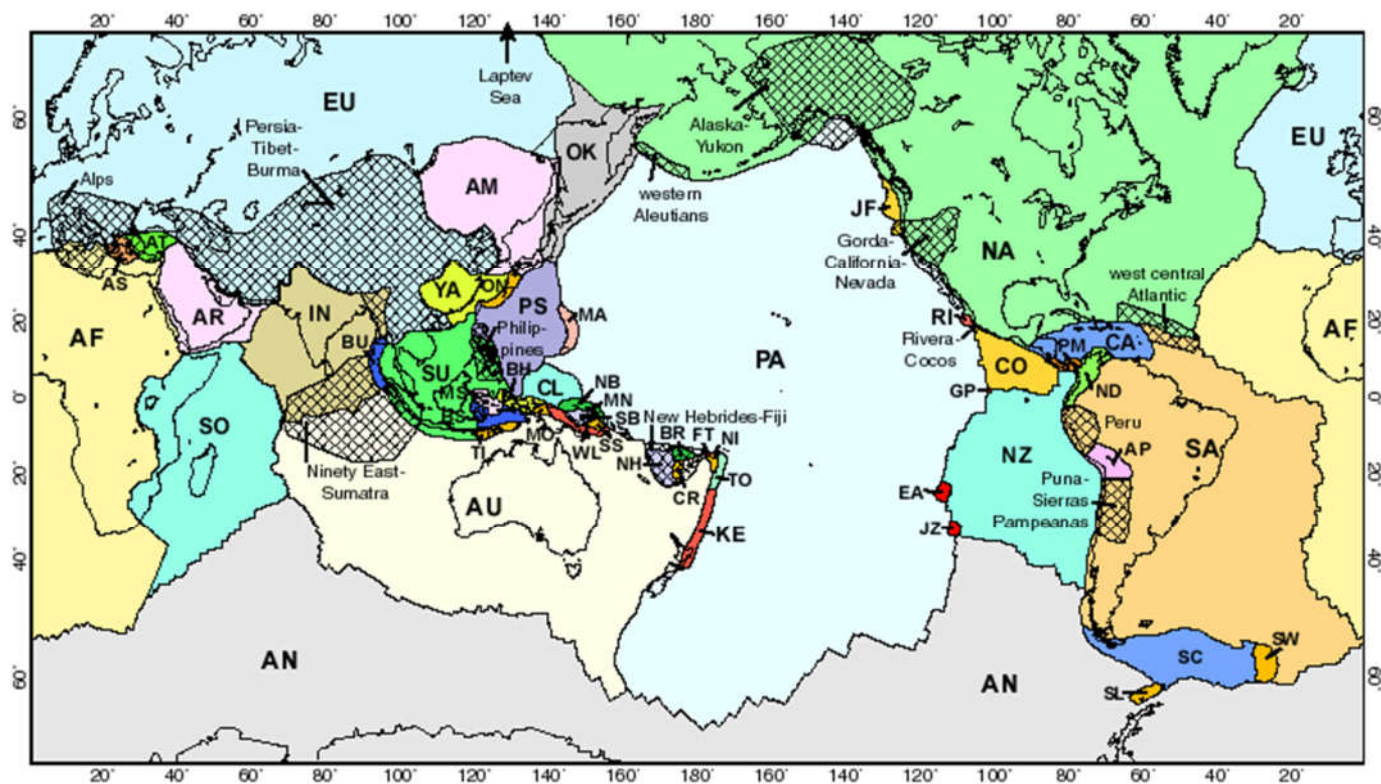 20° 40° 60° 80° 100° 120° 140° 160° 180° 160° 140° 120° 100° 80° 60° 40° 20°
Laptev
Sea
EU
Persia-
Tibet-
Burma
Alps
AM
OK
Alaska-
Yukon
western
Aleutians
JF
Gorda-
California-
Nevada
NA
west central
Atlantic
EU
60°
40°
20°
0°
20°
40°
60°
60°
40°
20°
0°
20°
40°
60°
AT
AS
AR
AF
IN
YA
ON
PS
MA
Philip-
pines
BU
SU
BH
MS
BS
CL
NB
MN
SB
SS
WL
MO
TI
PA
RI
Rivera-
Cocos
CO
PM
CA
GP
ND
AF
SO
Ninety East-
Sumatra
AU
New Hebrides-Fiji
BR
FT
NI
NH
TO
CR
KE
EA
JZ
NZ
Peru
AP
SA
Puna-
Sierras
Pampeanas
AN
AN
SC
SW
SL
20° 40° 60° 80° 100° 120° 140° 160° 180° 160° 140° 120° 100° 80° 60° 40° 20°